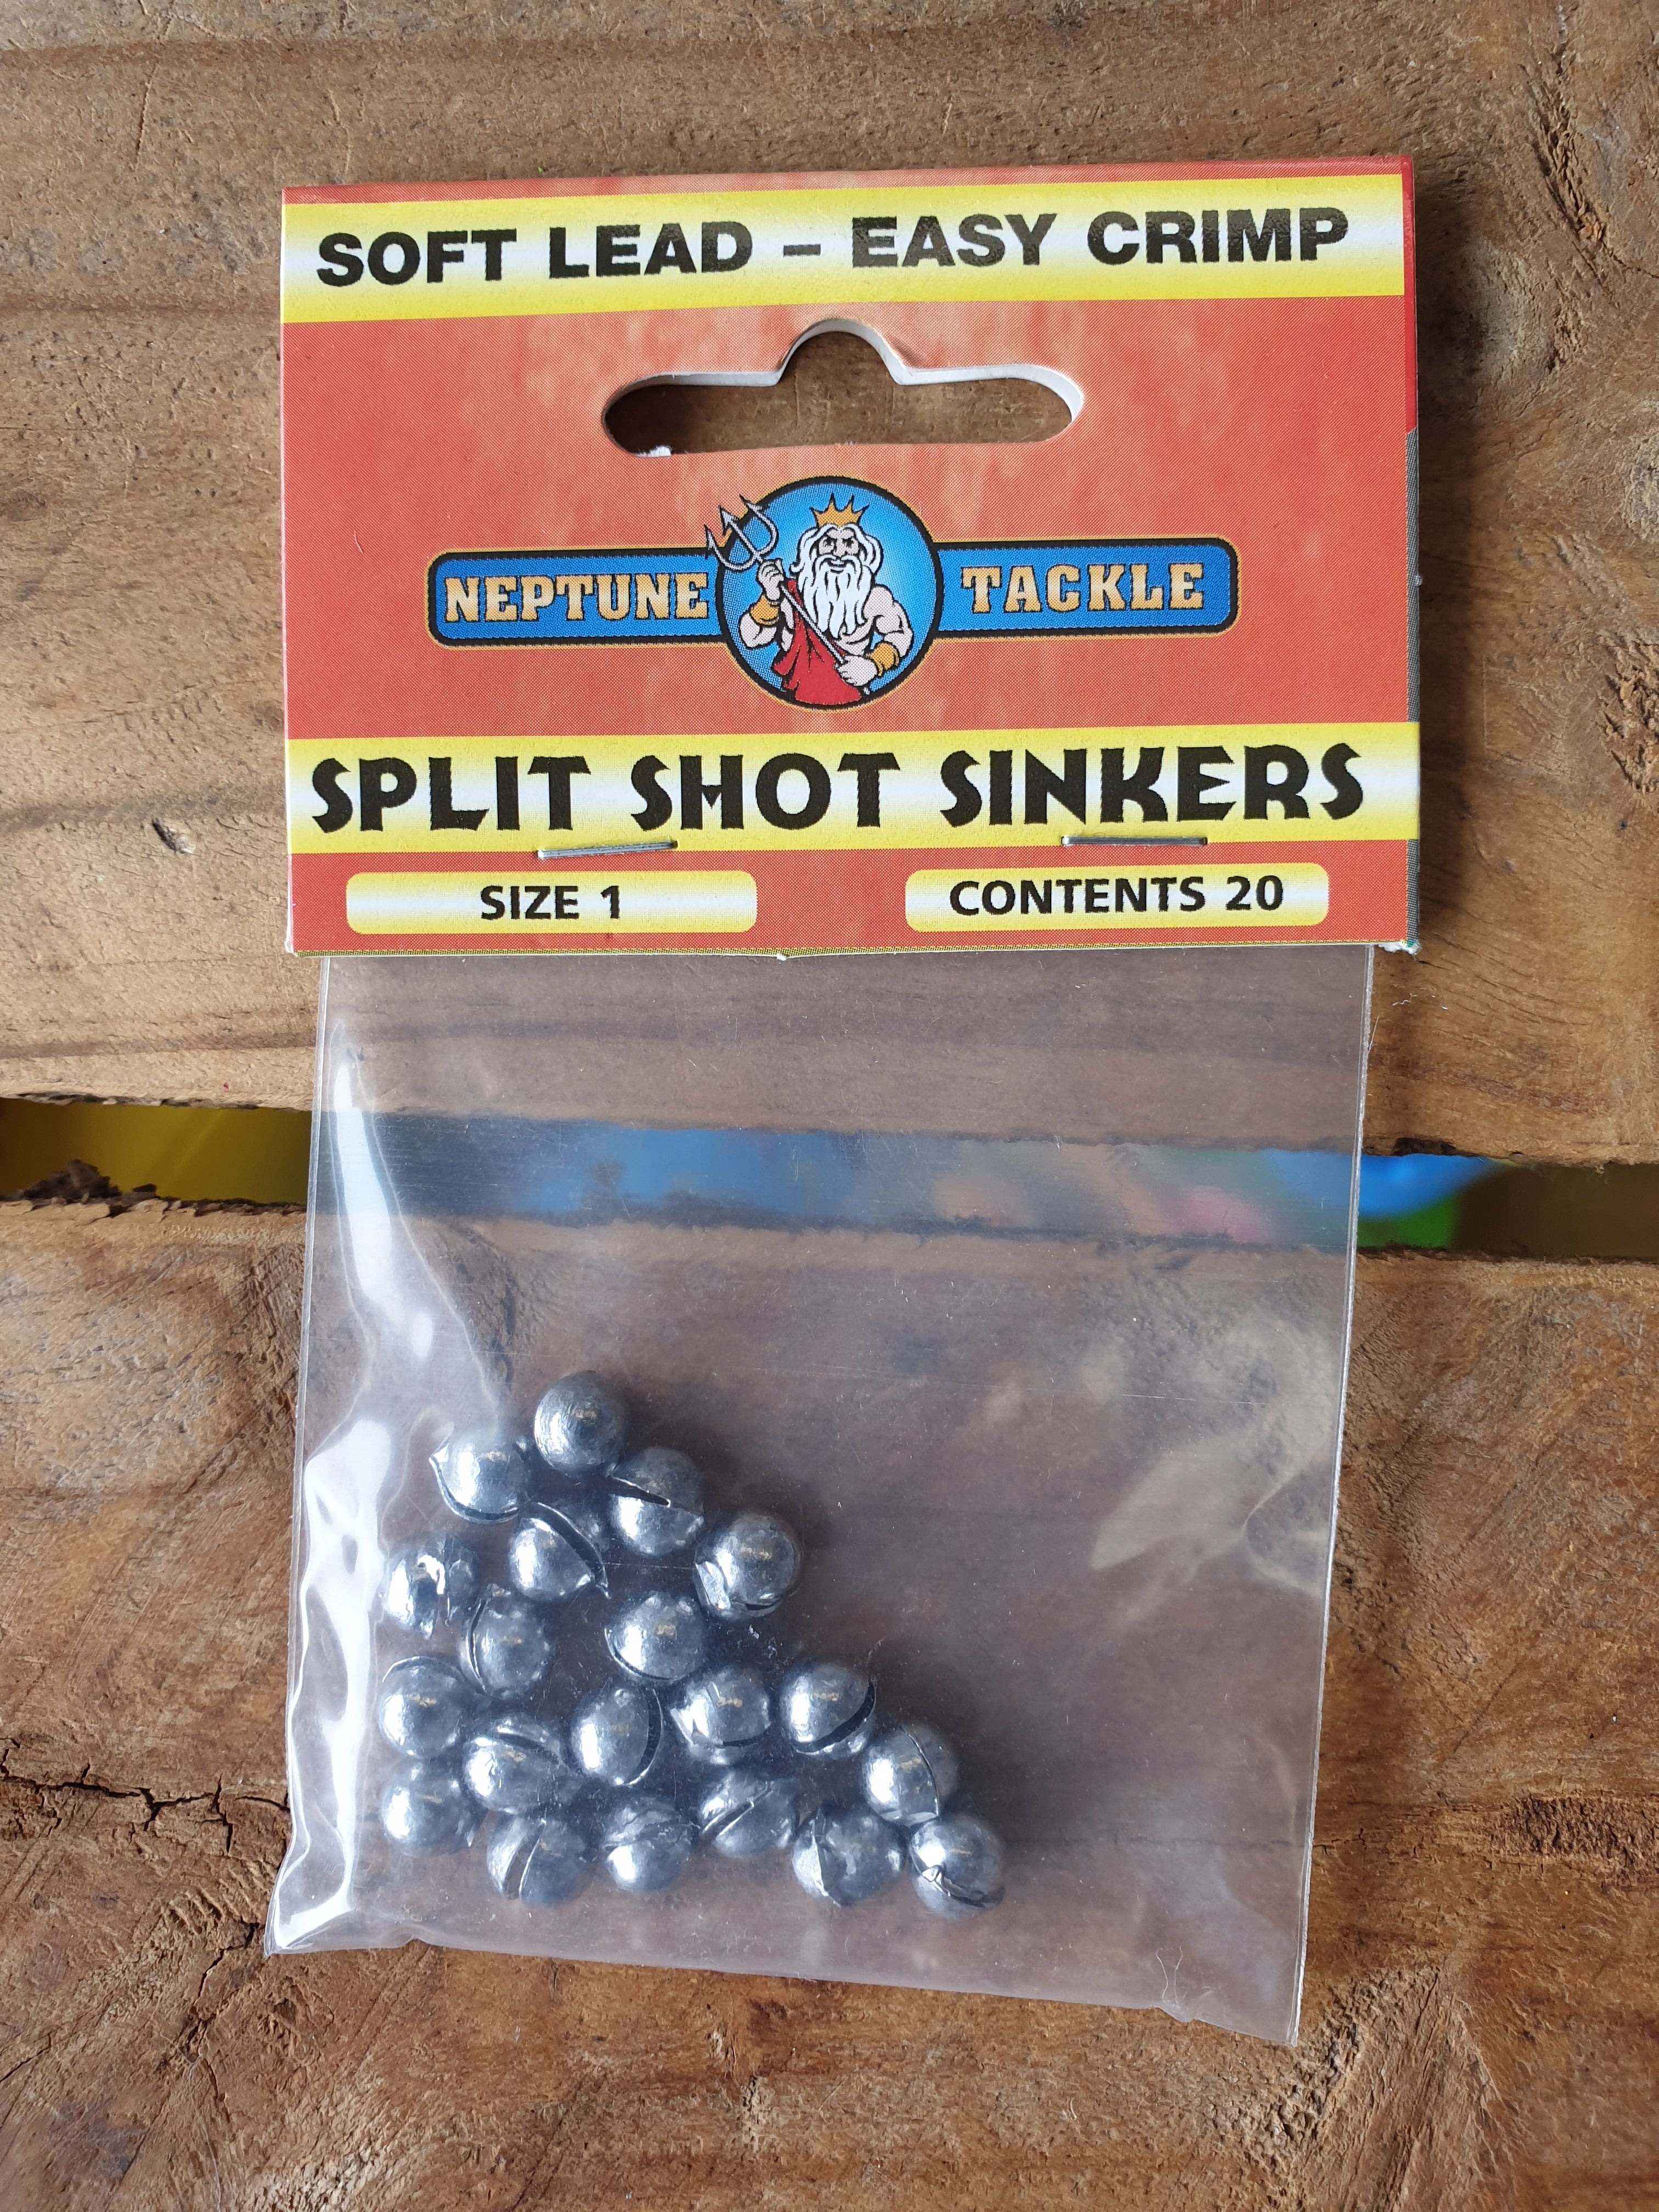 SOFT LEAD – EASY CRIMP
NEPTUNE TACKLE
SPLIT SHOT SINKERS
SIZE 1
CONTENTS 20